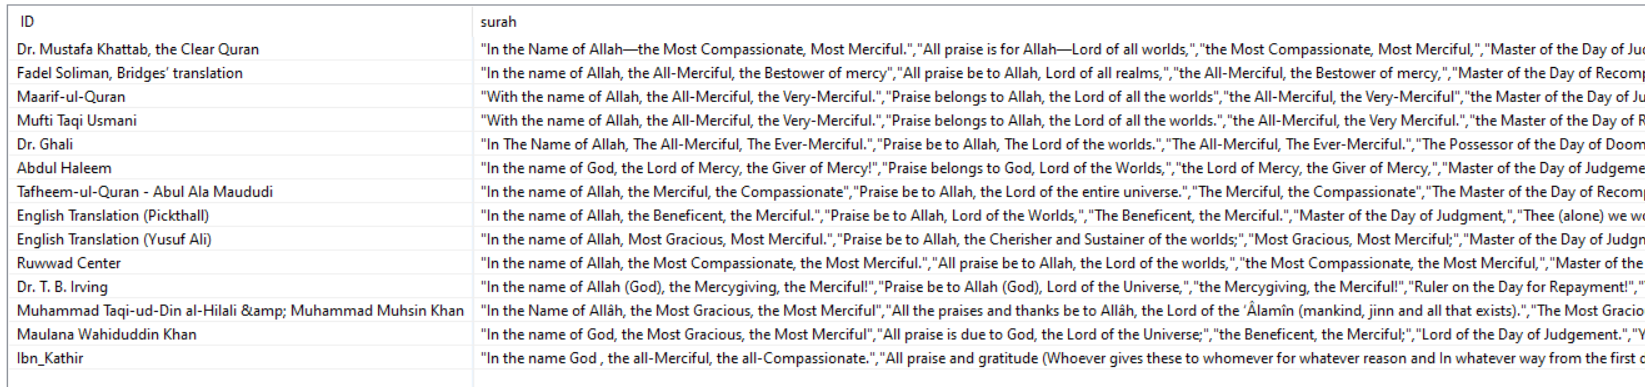 ID surah
Dr. Mustafa Khattab, the Clear Quran "In the Name of Allah—the Most Compassionate, Most Merciful.","All praise is for Allah—Lord of all worlds,","the Most Compassionate, Most Merciful,","Master of the Day of Jud
Fadel Soliman, Bridges’ translation "In the name of Allah, the All-Merciful, the Bestower of mercy","All praise be to Allah, Lord of all realms,","the All-Merciful, the Bestower of mercy,","Master of the Day of Recomp
Maarif-ul-Quran "With the name of Allah, the All-Merciful, the Very-Merciful.","Praise belongs to Allah, the Lord of all the worlds","the All-Merciful, the Very-Merciful","the Master of the Day of Ju
Mufti Taqi Usmani "With the name of Allah, the All-Merciful, the Very-Merciful.","Praise belongs to Allah, the Lord of all the worlds.","the All-Merciful, the Very Merciful.","the Master of the Day of R
Dr. Ghali "In The Name of Allah, The All-Merciful, The Ever-Merciful.","Praise be to Allah, The Lord of the worlds.","The All-Merciful, The Ever-Merciful.","The Possessor of the Day of Doom
Abdul Haleem "In the name of God, the Lord of Mercy, the Giver of Mercy!","Praise belongs to God, Lord of the Worlds,","the Lord of Mercy, the Giver of Mercy,","Master of the Day of Judgeme
Tafheem-ul-Quran - Abul Ala Maududi "In the name of Allah, the Merciful, the Compassionate","Praise be to Allah, the Lord of the entire universe.","The Merciful, the Compassionate","The Master of the Day of Recomp
English Translation (Pickthall) "In the name of Allah, the Beneficent, the Merciful.","Praise be to Allah, Lord of the Worlds,","The Beneficent, the Merciful.","Master of the Day of Judgment,","Thee (alone) we wo
English Translation (Yusuf Ali) "In the name of Allah, Most Gracious, Most Merciful.","Praise be to Allah, the Cherisher and Sustainer of the worlds;","Most Gracious, Most Merciful;","Master of the Day of Judgn
Ruwwad Center "In the name of Allah, the Most Compassionate, the Most Merciful.","All praise be to Allah, the Lord of the worlds,","the Most Compassionate, the Most Merciful,","Master of the
Dr. T. B. Irving "In the name of Allah (God), the Mercygiving, the Merciful!","Praise be to Allah (God), Lord of the Universe,","the Mercygiving, the Merciful!","Ruler on the Day for Repayment!","
Muhammad Taqi-ud-Din al-Hilali &amp; Muhammad Muhsin Khan "In the Name of Allâh, the Most Gracious, the Most Merciful","All the praises and thanks be to Allâh, the Lord of the ‘Âlamîn (mankind, jinn and all that exists).","The Most Gracio
Maulana Wahiduddin Khan "In the name of God, the Most Gracious, the Most Merciful","All praise is due to God, the Lord of the Universe;","the Beneficent, the Merciful;","Lord of the Day of Judgement.","Y
Ibn_Kathir "In the name God , the all-Merciful, the all-Compassionate.","All praise and gratitude (Whoever gives these to whomever for whatever reason and In whatever way from the first